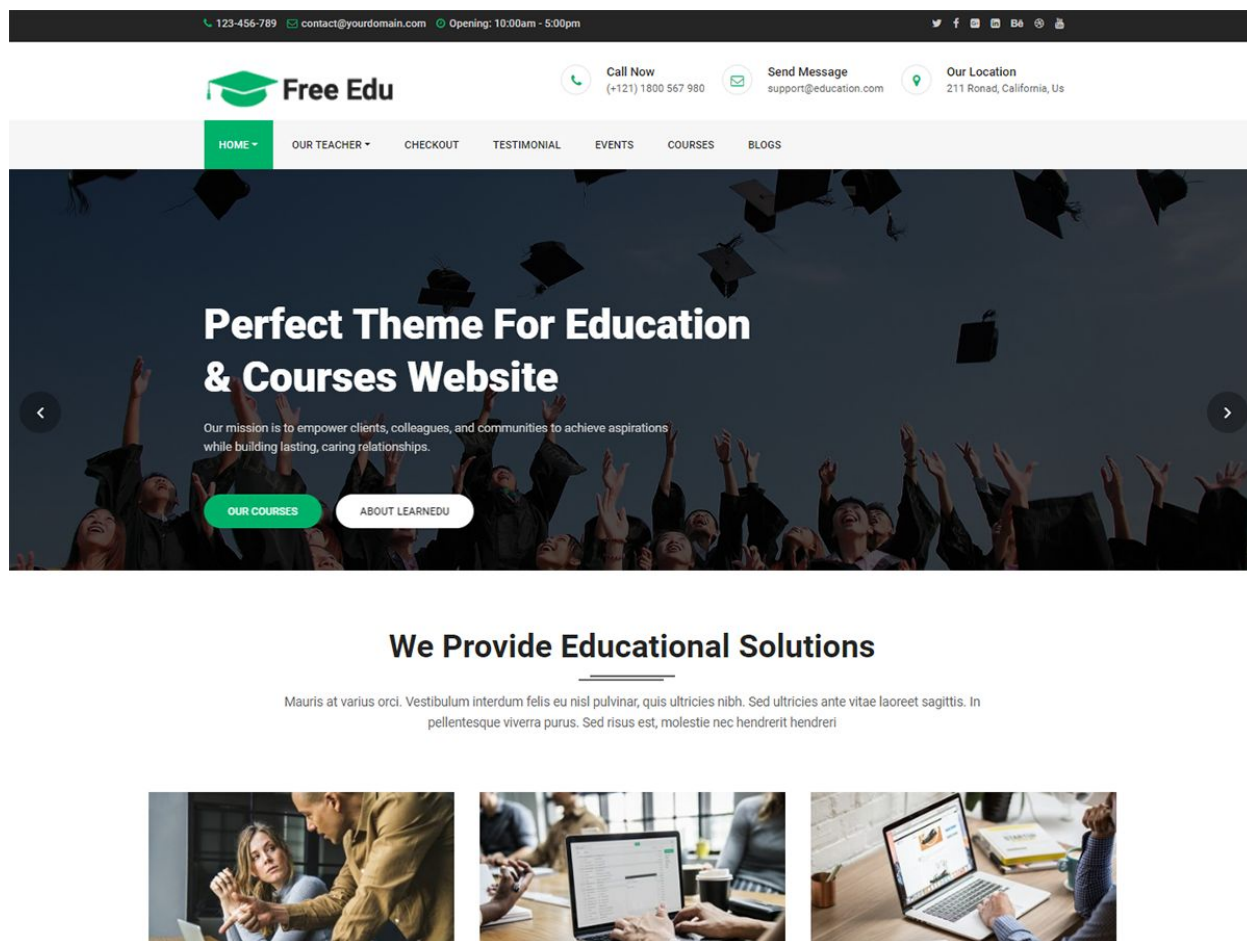 123-456-789 contact@yourdomain.com Opening: 10:00am - 5:00pm
Free Edu
Call Now
(+121) 1800 567 980
Send Message
support@education.com
Our Location
211 Ronad, California, Us
HOME OUR TEACHER CHECKOUT TESTIMONIAL EVENTS COURSES BLOGS
Perfect Theme For Education
& Courses Website
Our mission is to empower clients, colleagues, and communities to achieve aspirations
while building lasting, caring relationships.
OUR COURSES ABOUT LEARNEDU
We Provide Educational Solutions
Mauris at varius orci. Vestibulum interdum felis eu nisl pulvinar, quis ultricies nibh. Sed ultricies ante vitae laoreet sagittis. In
pellentesque viverra purus. Sed risus est, molestie nec hendrerit hendreri
STARTUP